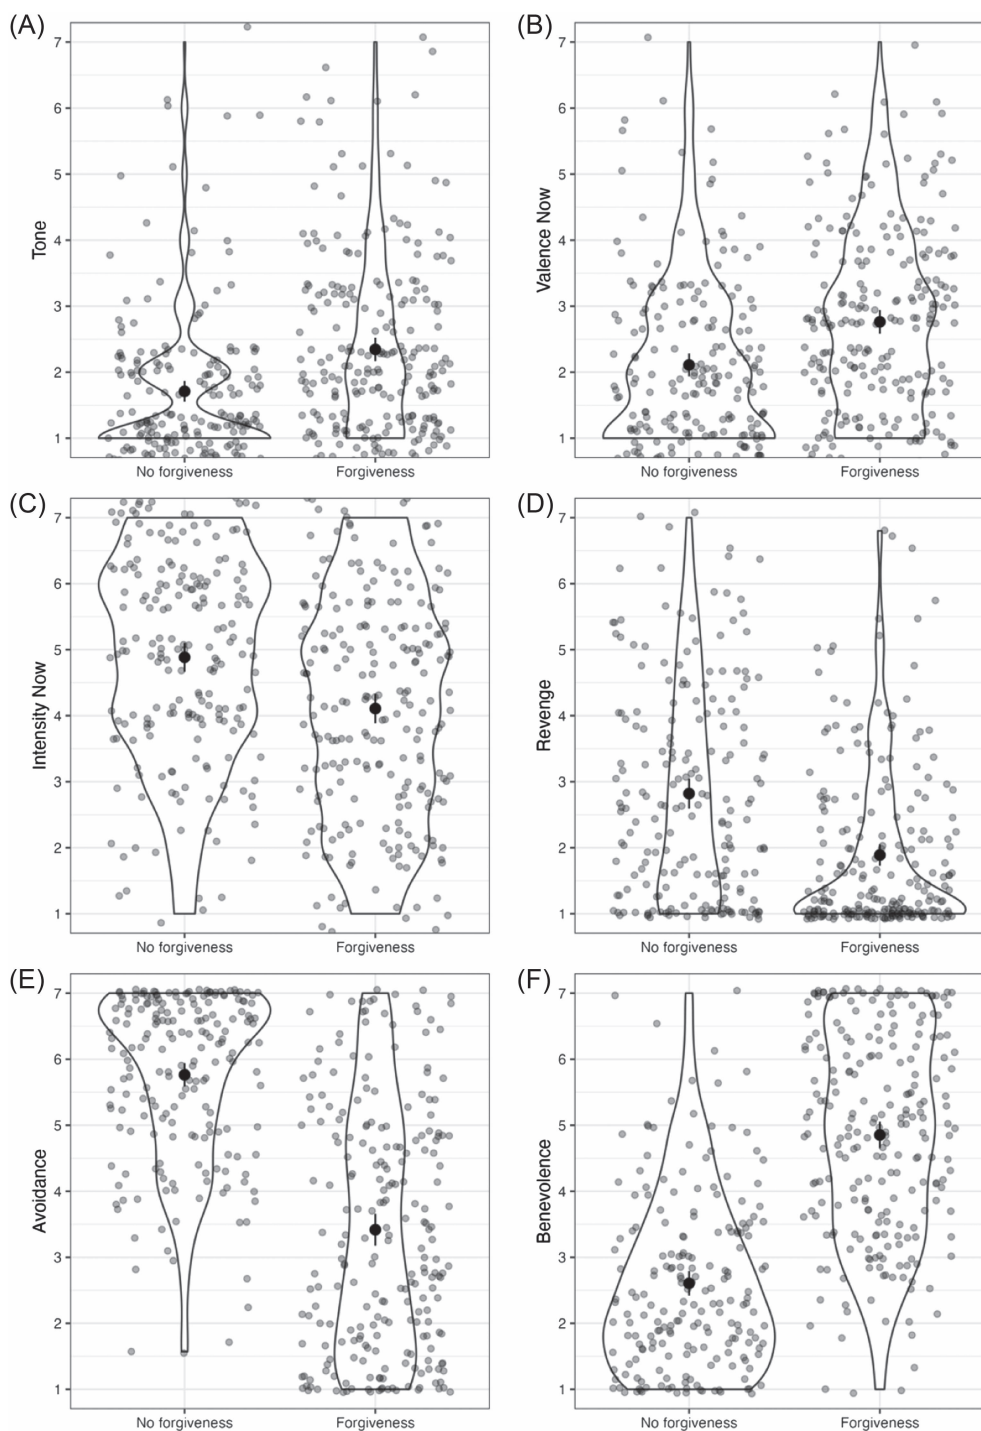 (A)
Tone
7
6
5
4
3
2
1
No forgiveness
Forgiveness
(B)
Valence Now
7
6
5
4
3
2
1
No forgiveness
Forgiveness
(C)
Intensity Now
7
6
5
4
3
2
1
No forgiveness
Forgiveness
(D)
Revenge
7
6
5
4
3
2
1
No forgiveness
Forgiveness
(E)
Avoidance
7
6
5
4
3
2
1
No forgiveness
Forgiveness
(F)
Benevolence
7
6
5
4
3
2
1
No forgiveness
Forgiveness